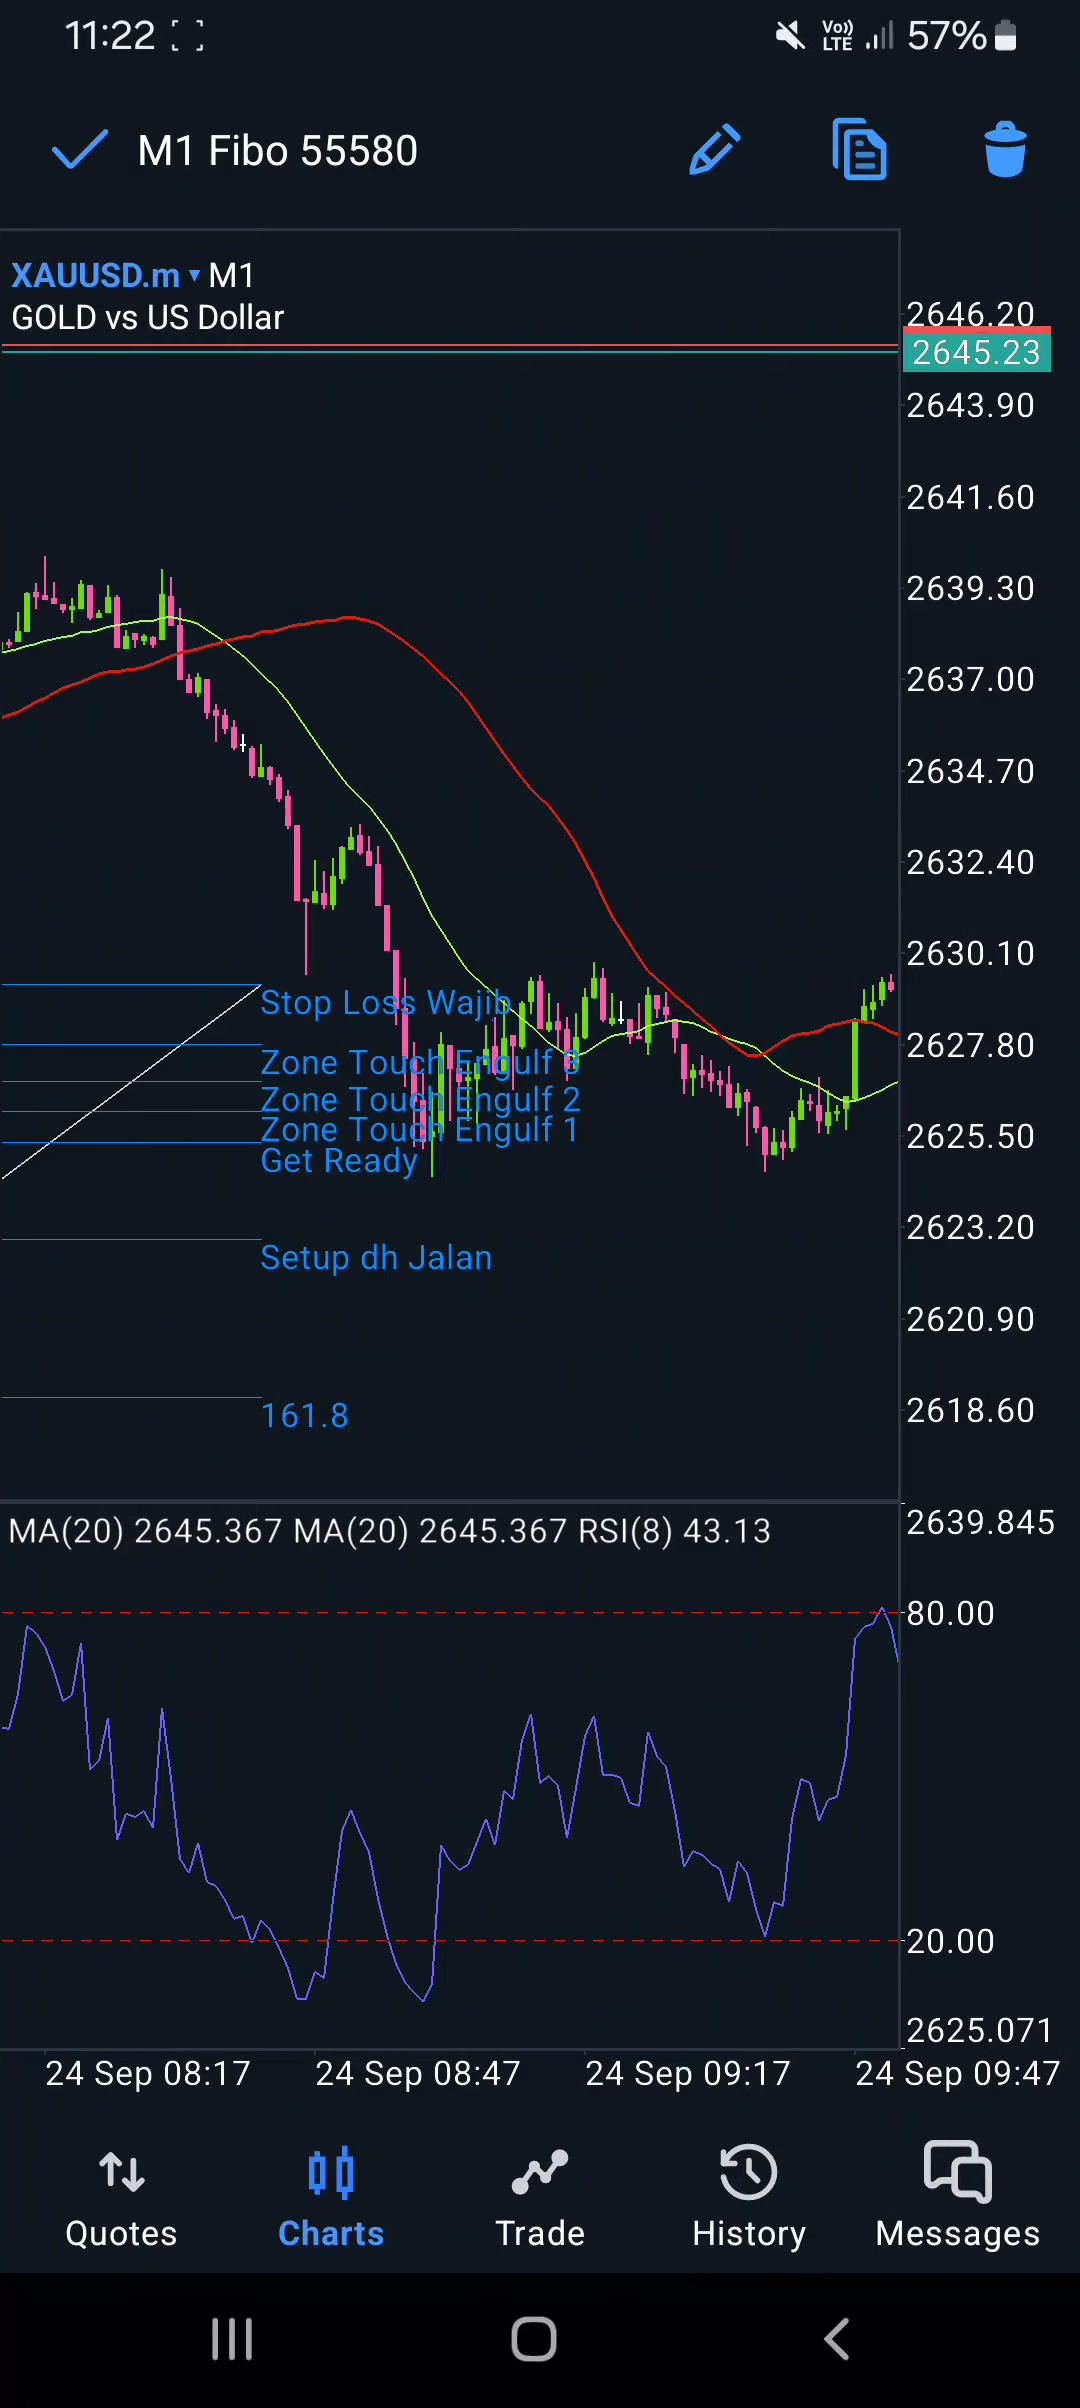 11:22
Vo)) LTE 57%
M1 Fibo 55580
XAUUSD.m M1
GOLD vs US Dollar
2646.20
2645.23
2643.90
2641.60
2639.30
2637.00
2634.70
2632.40
2630.10
Stop Loss Wajib
2627.80
Zone Touch Engulf 3
Zone Touch Engulf 2
Zone Touch Engulf 1
2625.50
Get Ready
2623.20
Setup dh Jalan
2620.90
161.8
2618.60
MA(20) 2645.367 MA(20) 2645.367 RSI(8) 43.13
2639.845
80.00
20.00
2625.071
24 Sep 08:17
24 Sep 08:47
24 Sep 09:17
24 Sep 09:47
Quotes
Charts
Trade
History
Messages